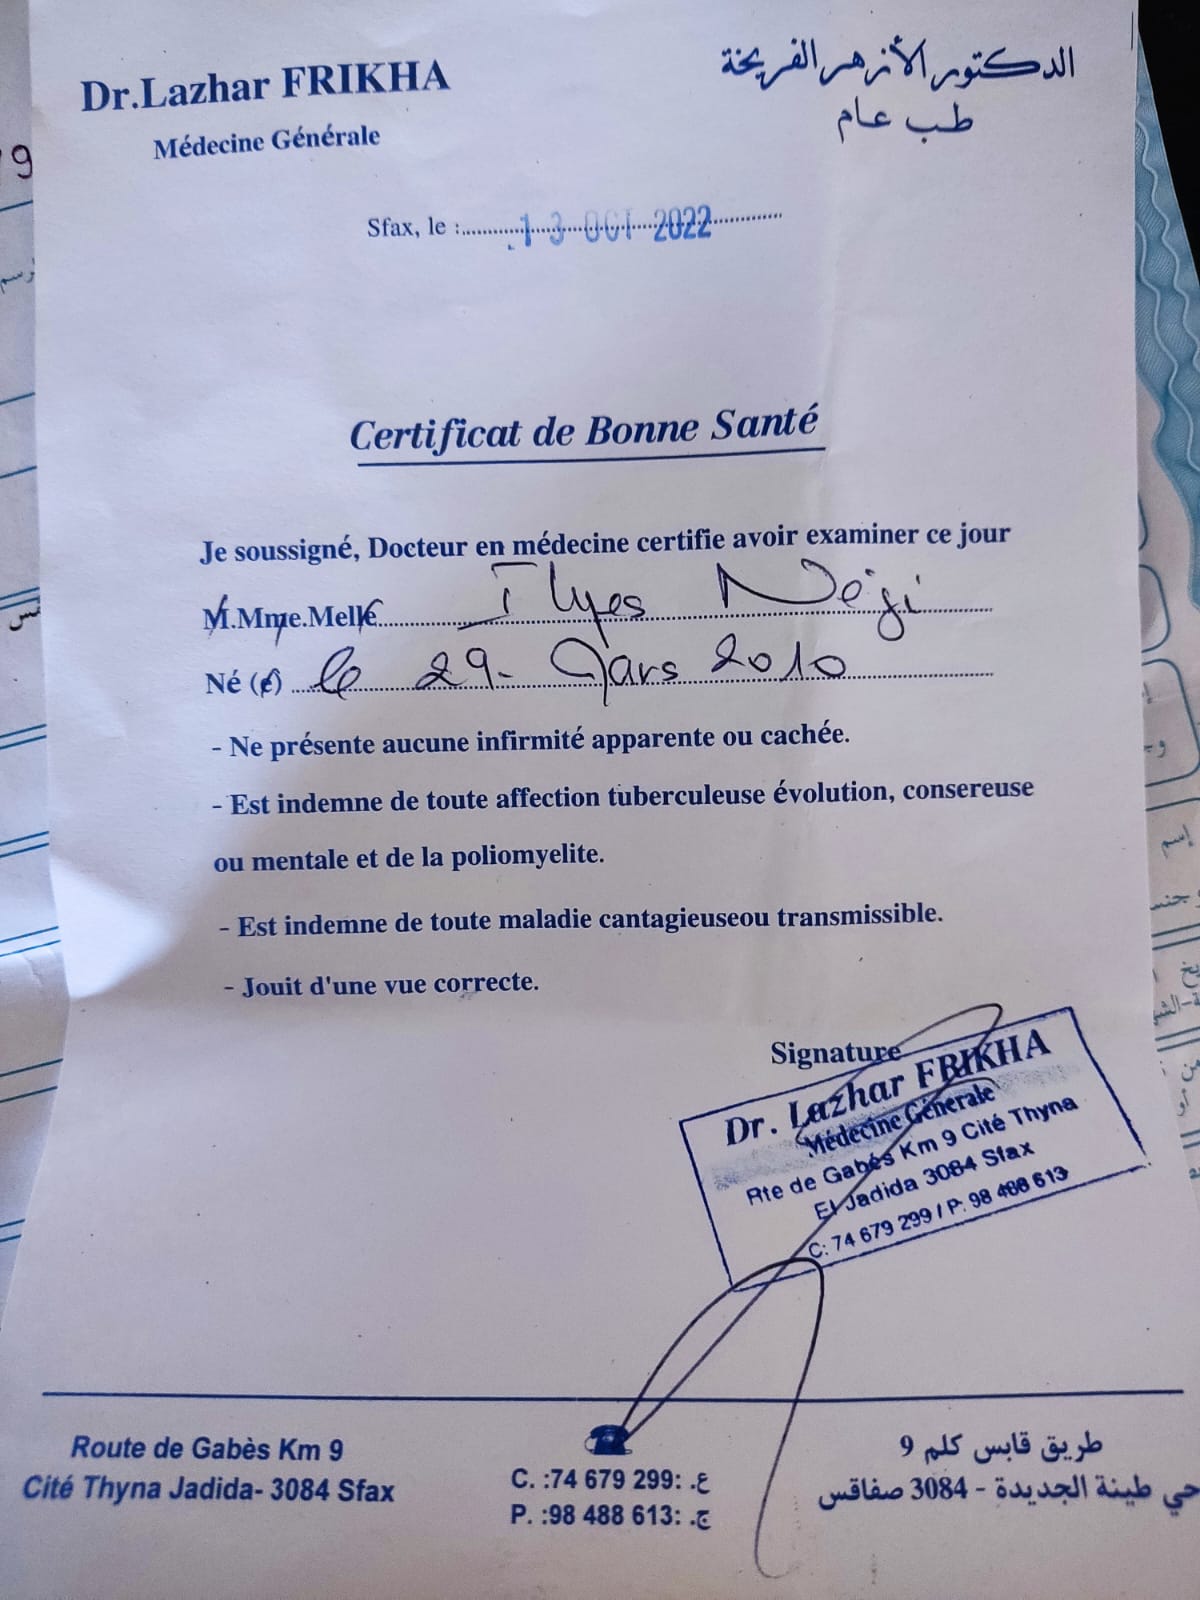 Dr.Lazhar FRIKHA
Médecine Générale
الدكتور الأزهر الفريخة
طب عام
Sfax, le :..........13 OCT 2022..........
Certificat de Bonne Santé
Je soussigné, Docteur en médecine certifie avoir examiner ce jour
M.Mme.Melle.......... Ilyes Néji
Né (e) .... le 29- Mars 2010
- Ne présente aucune infirmité apparente ou cachée.
- Est indemne de toute affection tuberculeuse évolution, consereuse
ou mentale et de la poliomyelite.
- Est indemne de toute maladie cantagieuseou transmissible.
- Jouit d'une vue correcte.
Signature
Dr. Lazhar FRIKHA
Médecine Générale
Rte de Gabès Km 9 Cité Thyna
El Jadida 3084 Sfax
C: 74 679 299 / P: 98 488 613
Route de Gabès Km 9
Cité Thyna Jadida- 3084 Sfax
C. :74 679 299: .ع
P. :98 488 613: .ج
طريق قابس كلم 9
حي طينة الجديدة - 3084 صفاقس
9
إسم